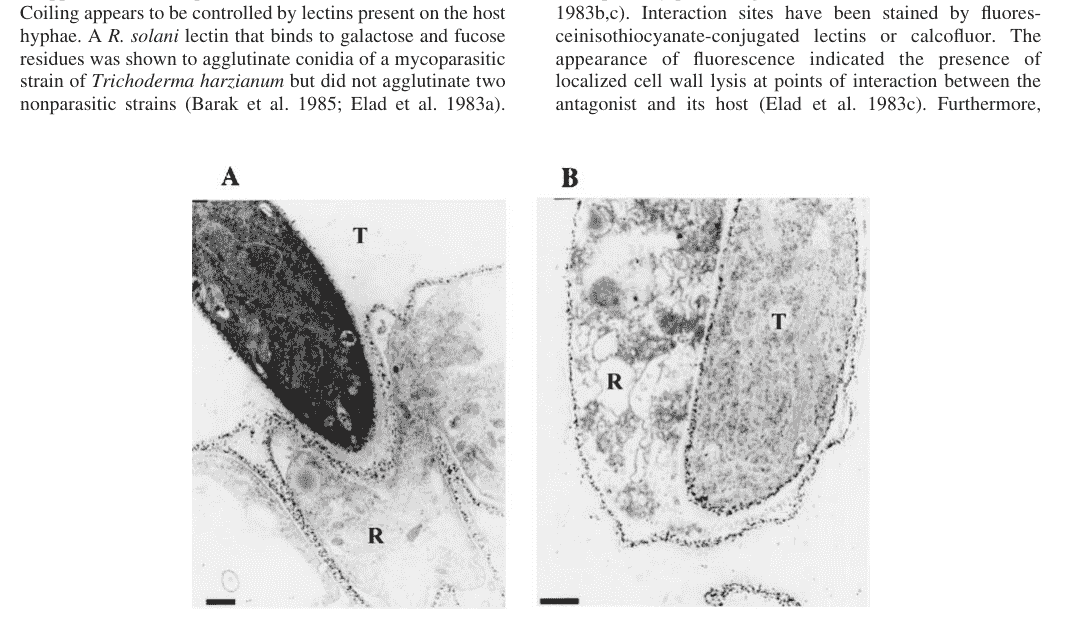 Coiling appears to be controlled by lectins present on the host
hyphae. A R. solani lectin that binds to galactose and fucose
residues was shown to agglutinate conidia of a mycoparasitic
strain of Trichoderma harzianum but did not agglutinate two
nonparasitic strains (Barak et al. 1985; Elad et al. 1983a).
1983b,c). Interaction sites have been stained by fluores-
ceinisothiocyanate-conjugated lectins or calcofluor. The
appearance of fluorescence indicated the presence of
localized cell wall lysis at points of interaction between the
antagonist and its host (Elad et al. 1983c). Furthermore,
A
T
R
B
T
R